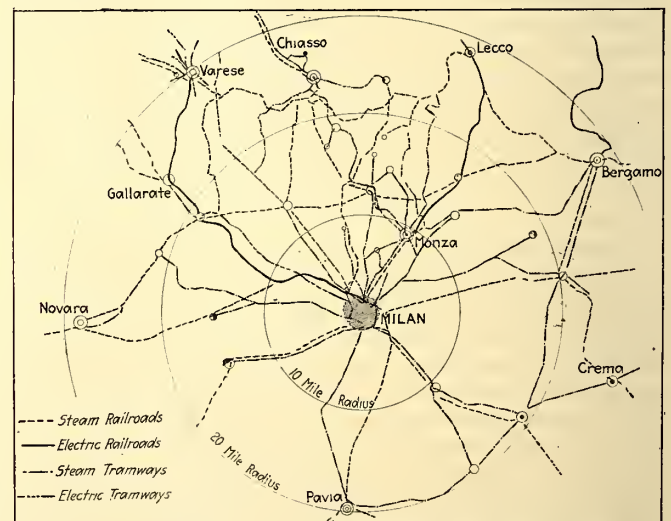 Chiasso
Lecco
Varese
Bergamo
Gallarate
Monza
Novara
MILAN
Crema
10 Mile Radius
20 Mile Radius
Pavia
Steam Railroads
Electric Railroads
Steam Tramways
Electric Tramways